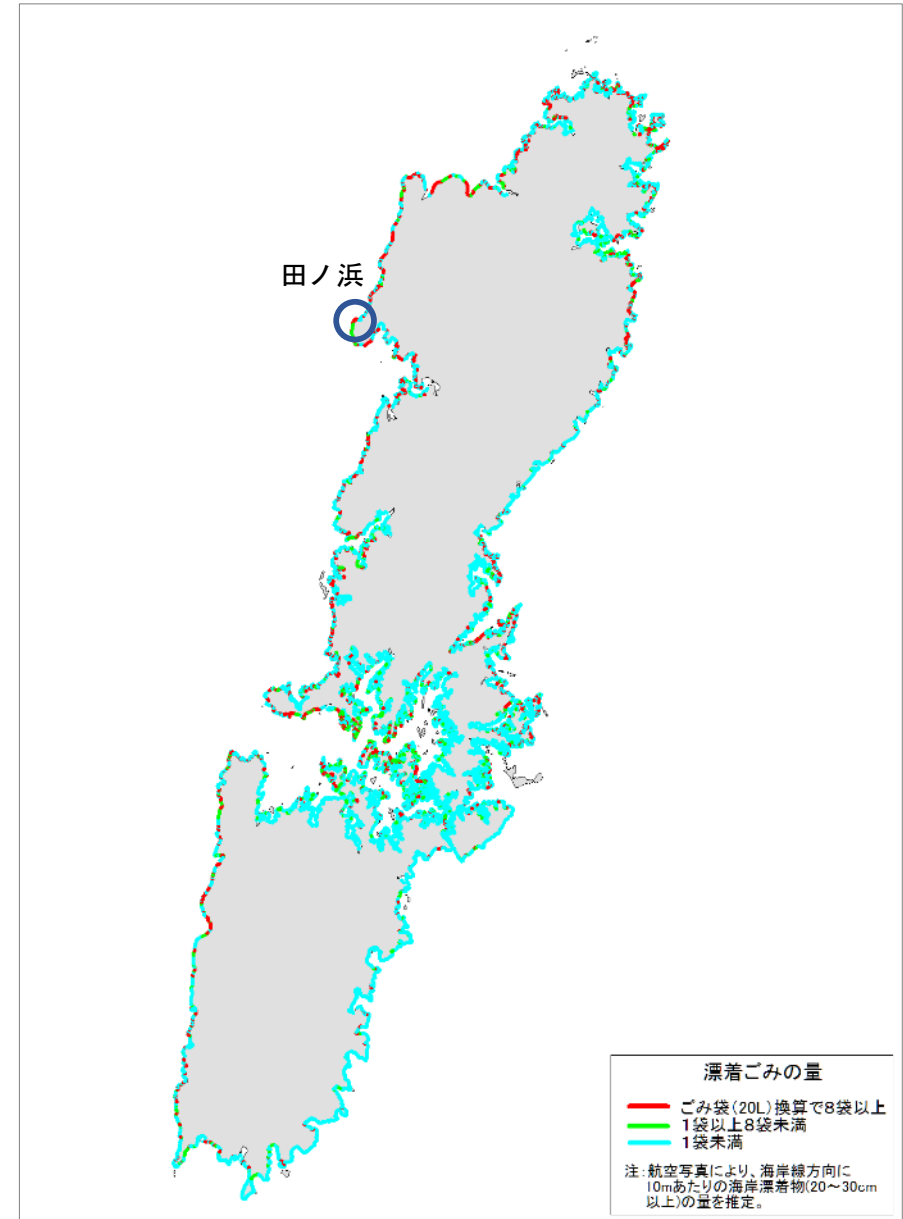 田ノ浜
漂着ごみの量
ごみ袋(20L)換算で8袋以上
1袋以上8袋未満
1袋未満
注:航空写真により、海岸線方向に
10mあたりの海岸漂着物(20～30cm
以上)の量を推定。